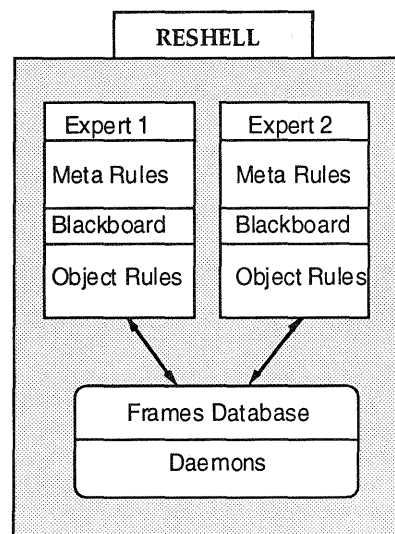 RESHELL
Expert 1
Meta Rules
Blackboard
Object Rules
Expert 2
Meta Rules
Blackboard
Object Rules
Frames Database
Daemons